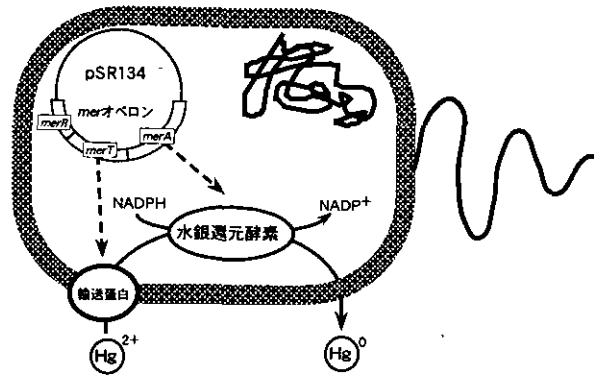 pSR134
merオペロン
merR
merT
merA
NADPH
NADP+
水銀還元酵素
輸送蛋白
Hg2+
Hg0